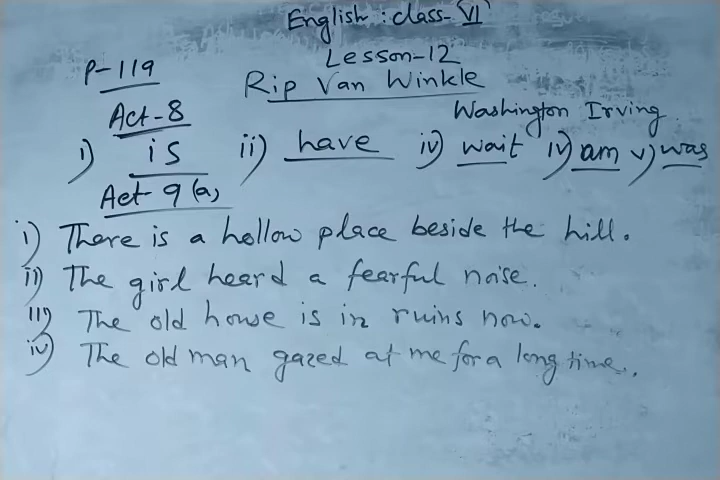 English : class- VI
Lesson-12
P-119
Rip Van Winkle
Act-8
Washington Irving
i) is ii) have iv) wait iv) am v) was
Act- 9 (a)
i) There is a hollow place beside the hill.
ii) The girl heard a fearful noise.
iii) The old house is in ruins now.
iv) The old man gazed at me for a long time..